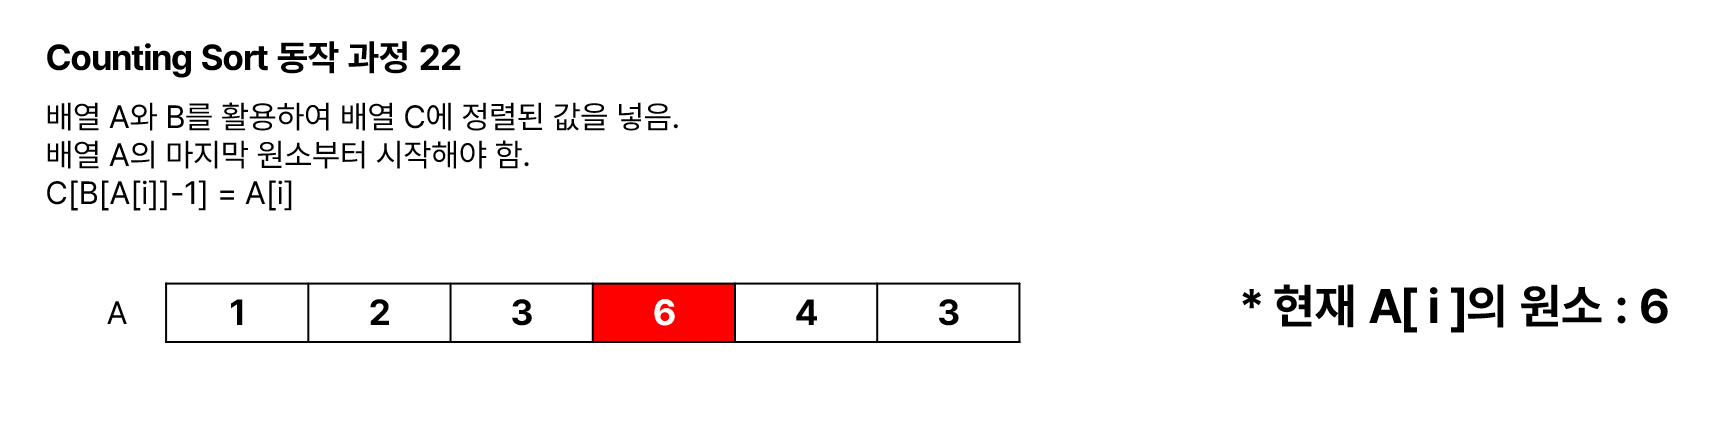 Counting Sort 동작 과정 22
배열 A와 B를 활용하여 배열 C에 정렬된 값을 넣음.
배열 A의 마지막 원소부터 시작해야 함.
C[B[A[i]]-1] = A[i]
A 1 2 3 6 4 3
* 현재 A[ i ]의 원소 : 6